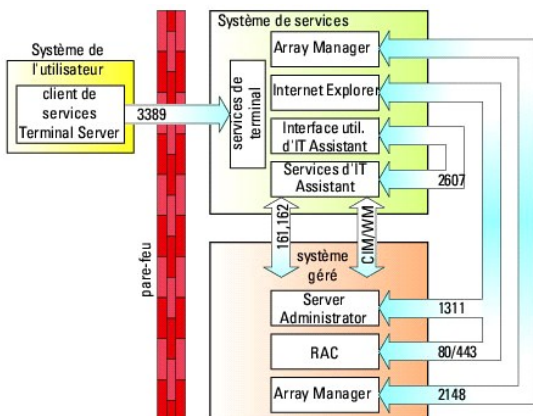 Système de services
Système de
l'utilisateur
client de
services
Terminal Server
3389
pare-feu
services de
terminal
Array Manager
Internet Explorer
Interface util.
d'IT Assistant
Services d'IT
Assistant
2607
161,162
CIM/WM
système
géré
Server
Administrator
1311
RAC
80/443
Array Manager
2148